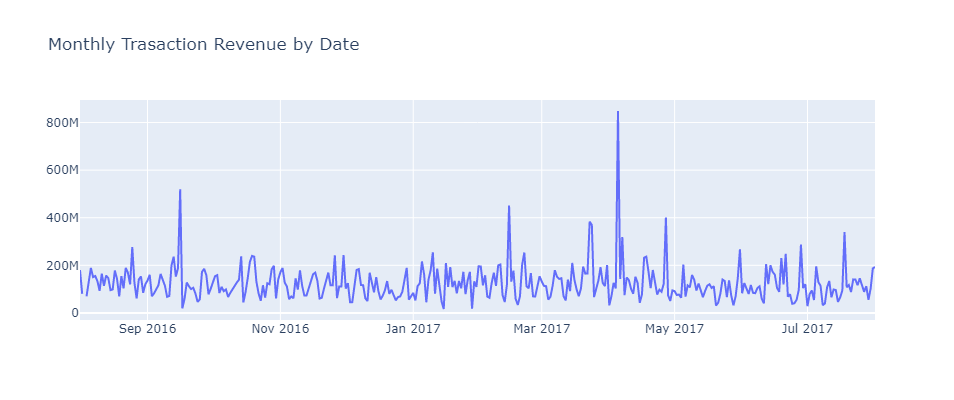 Monthly Trasaction Revenue by Date
800M
600M
400M
200M
0
Sep 2016
Nov 2016
Jan 2017
Mar 2017
May 2017
Jul 2017